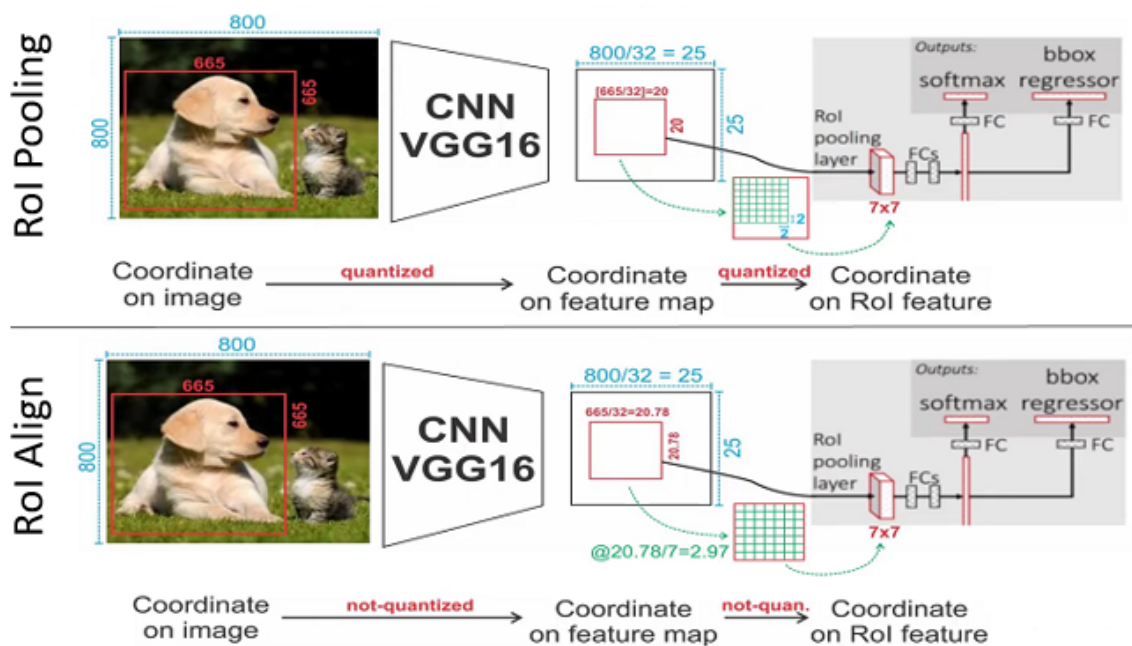 RoI Pooling
800
800
665
665
CNN
VGG16
800/32 = 25
[665/32]=20
20
25
2
2
RoI
pooling
layer
7x7
FCs
Outputs:
softmax
bbox
regressor
FC
FC
Coordinate
on image
quantized
Coordinate
on feature map
quantized
Coordinate
on RoI feature
RoI Align
800
800
665
665
CNN
VGG16
800/32 = 25
665/32=20.78
20.78
25
@20.78/7=2.97
RoI
pooling
layer
7x7
FCs
Outputs:
softmax
bbox
regressor
FC
FC
Coordinate
on image
not-quantized
Coordinate
on feature map
not-quan.
Coordinate
on RoI feature